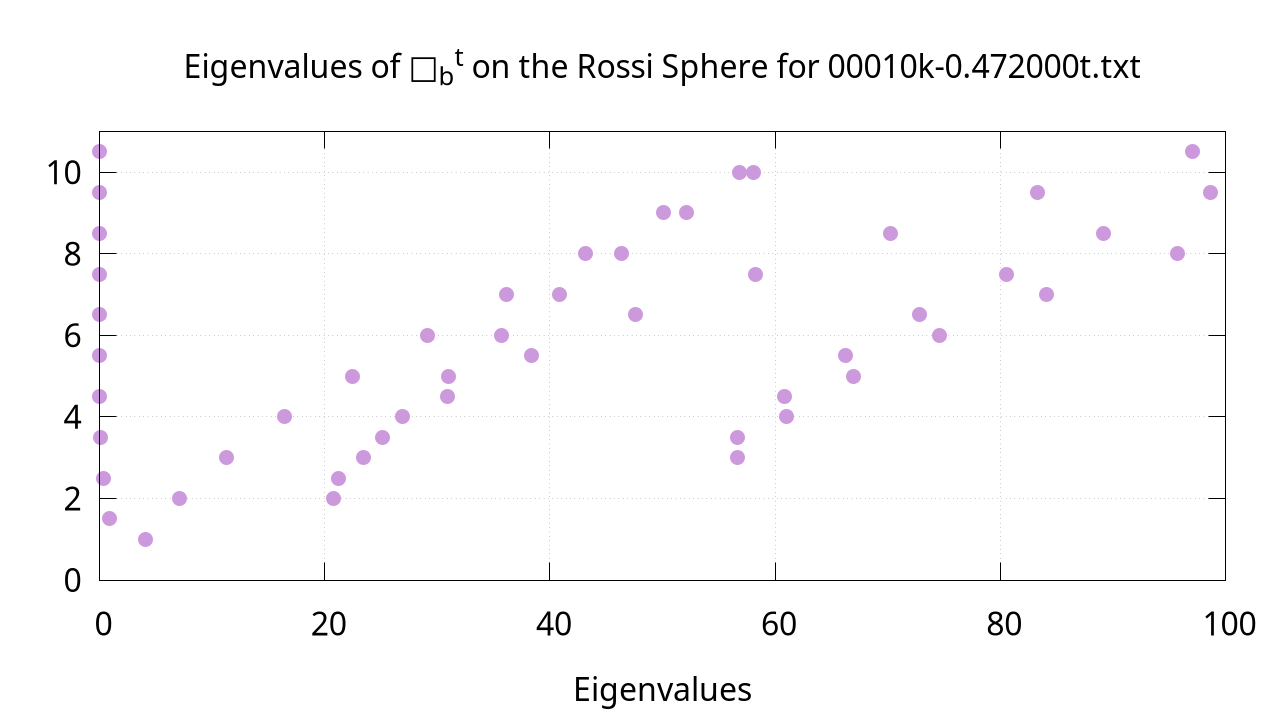 Eigenvalues of □bᵗ on the Rossi Sphere for 00010k-0.472000t.txt
10
8
6
4
2
0
0 20 40 60 80 100
Eigenvalues